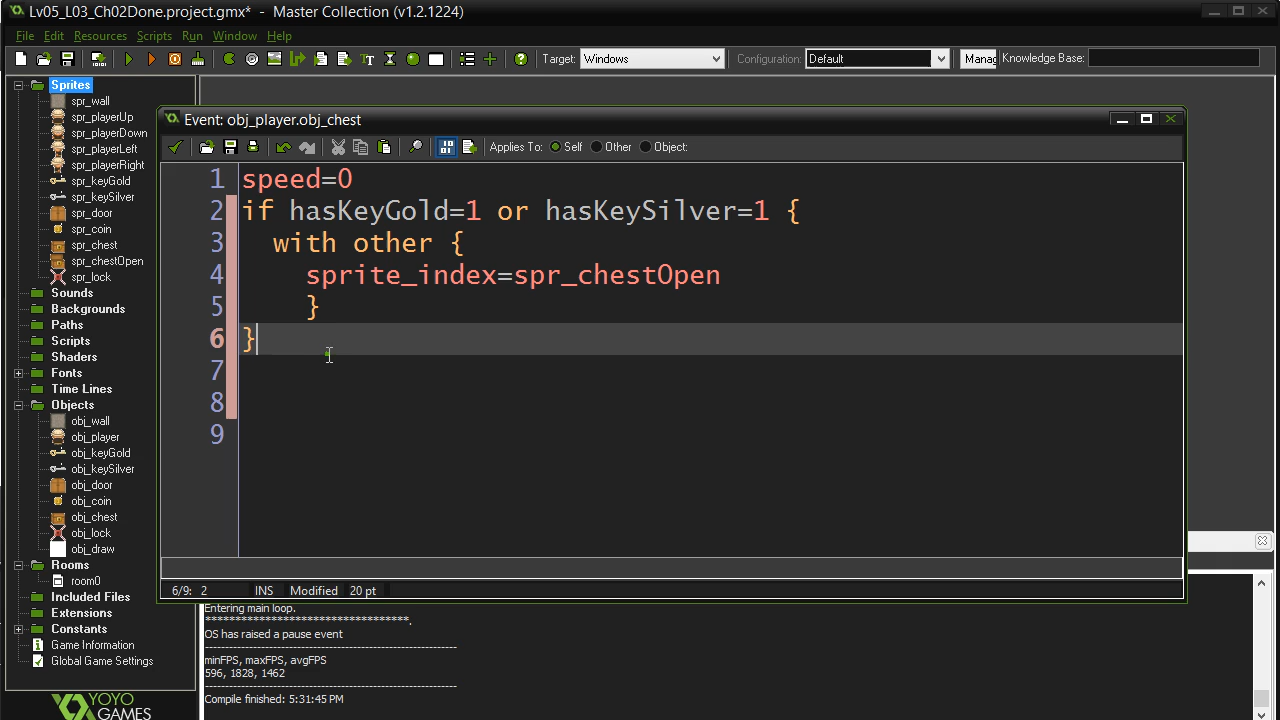 Lv05_L03_Ch02Done.project.gmx* - Master Collection (v1.2.1224)
File Edit Resources Scripts Run Window Help
Target: Windows Configuration: Default Manag Knowledge Base:
Sprites
spr_wall
spr_playerUp
spr_playerDown
spr_playerLeft
spr_playerRight
spr_keyGold
spr_keySilver
spr_door
spr_coin
spr_chest
spr_chestOpen
spr_lock
Sounds
Backgrounds
Paths
Scripts
Shaders
Fonts
Time Lines
Objects
obj_wall
obj_player
obj_keyGold
obj_keySilver
obj_door
obj_coin
obj_chest
obj_lock
obj_draw
Rooms
room0
Included Files
Extensions
Constants
Game Information
Global Game Settings
YOYO
GAMES
Event: obj_player.obj_chest
Applies To: Self Other Object:
1 speed=0
2 if hasKeyGold=1 or hasKeySilver=1 {
3 with other {
4 sprite_index=spr_chestOpen
5 }
6 }
7
8
9
6/9: 2 INS Modified 20 pt
Entering main loop.
***********************************.
OS has raised a pause event
minFPS, maxFPS, avgFPS
596, 1828, 1462
Compile finished: 5:31:45 PM